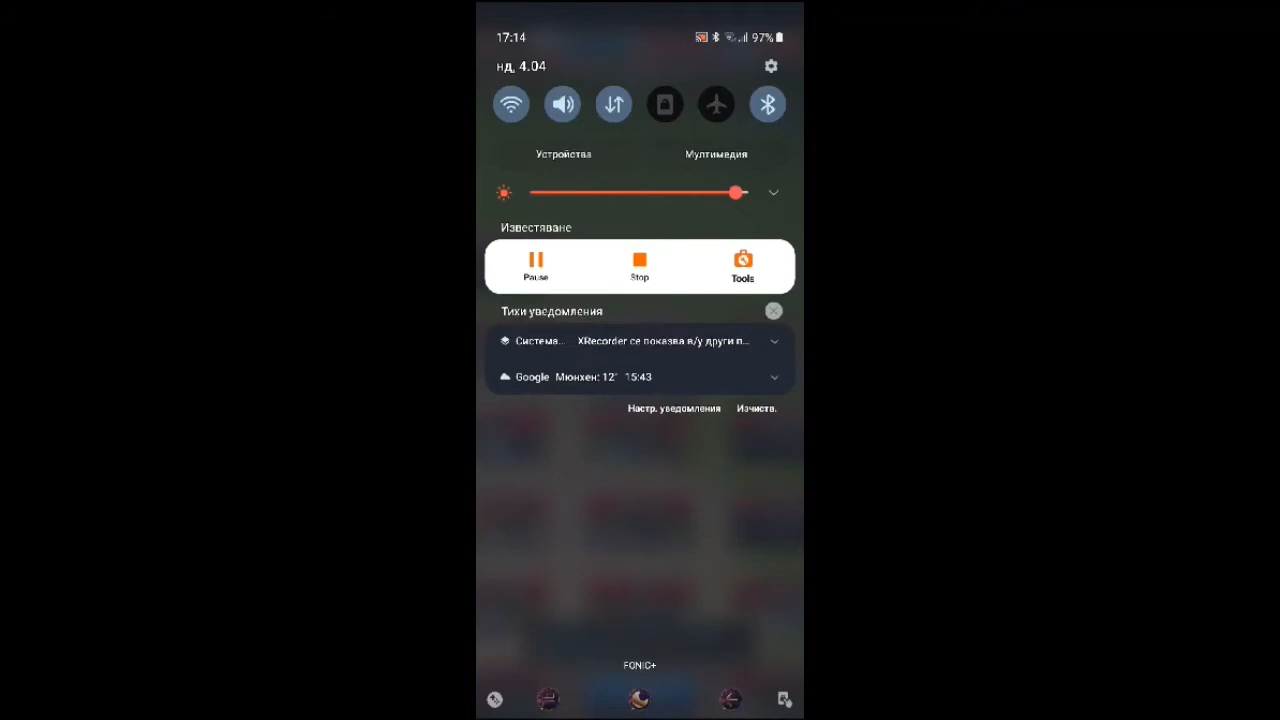 17:14 97%
нд, 4.04
Устройства Мултимедия
Известяване
Pause Stop Tools
Тихи уведомления
Система... XRecorder се показва в/у други п...
Google Мюнхен: 12° 15:43
Настр. уведомления Изчиств.
FONIC+